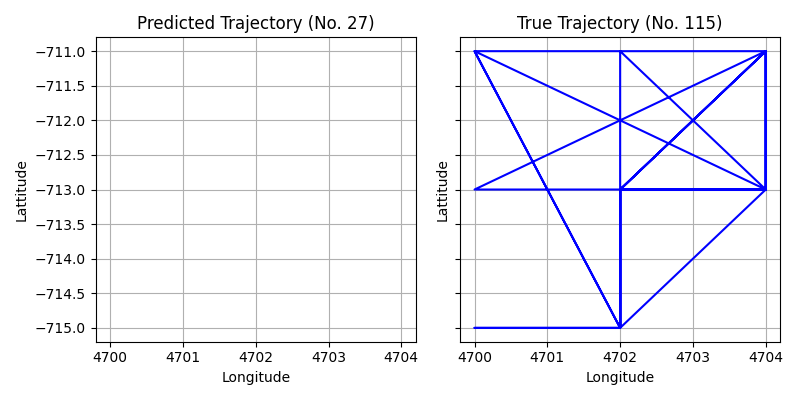 Predicted Trajectory (No. 27)
−711.0
−711.5
−712.0
−712.5
−713.0
−713.5
−714.0
−714.5
−715.0
Lattitude
4700 4701 4702 4703 4704
Longitude
True Trajectory (No. 115)
Lattitude
4700 4701 4702 4703 4704
Longitude